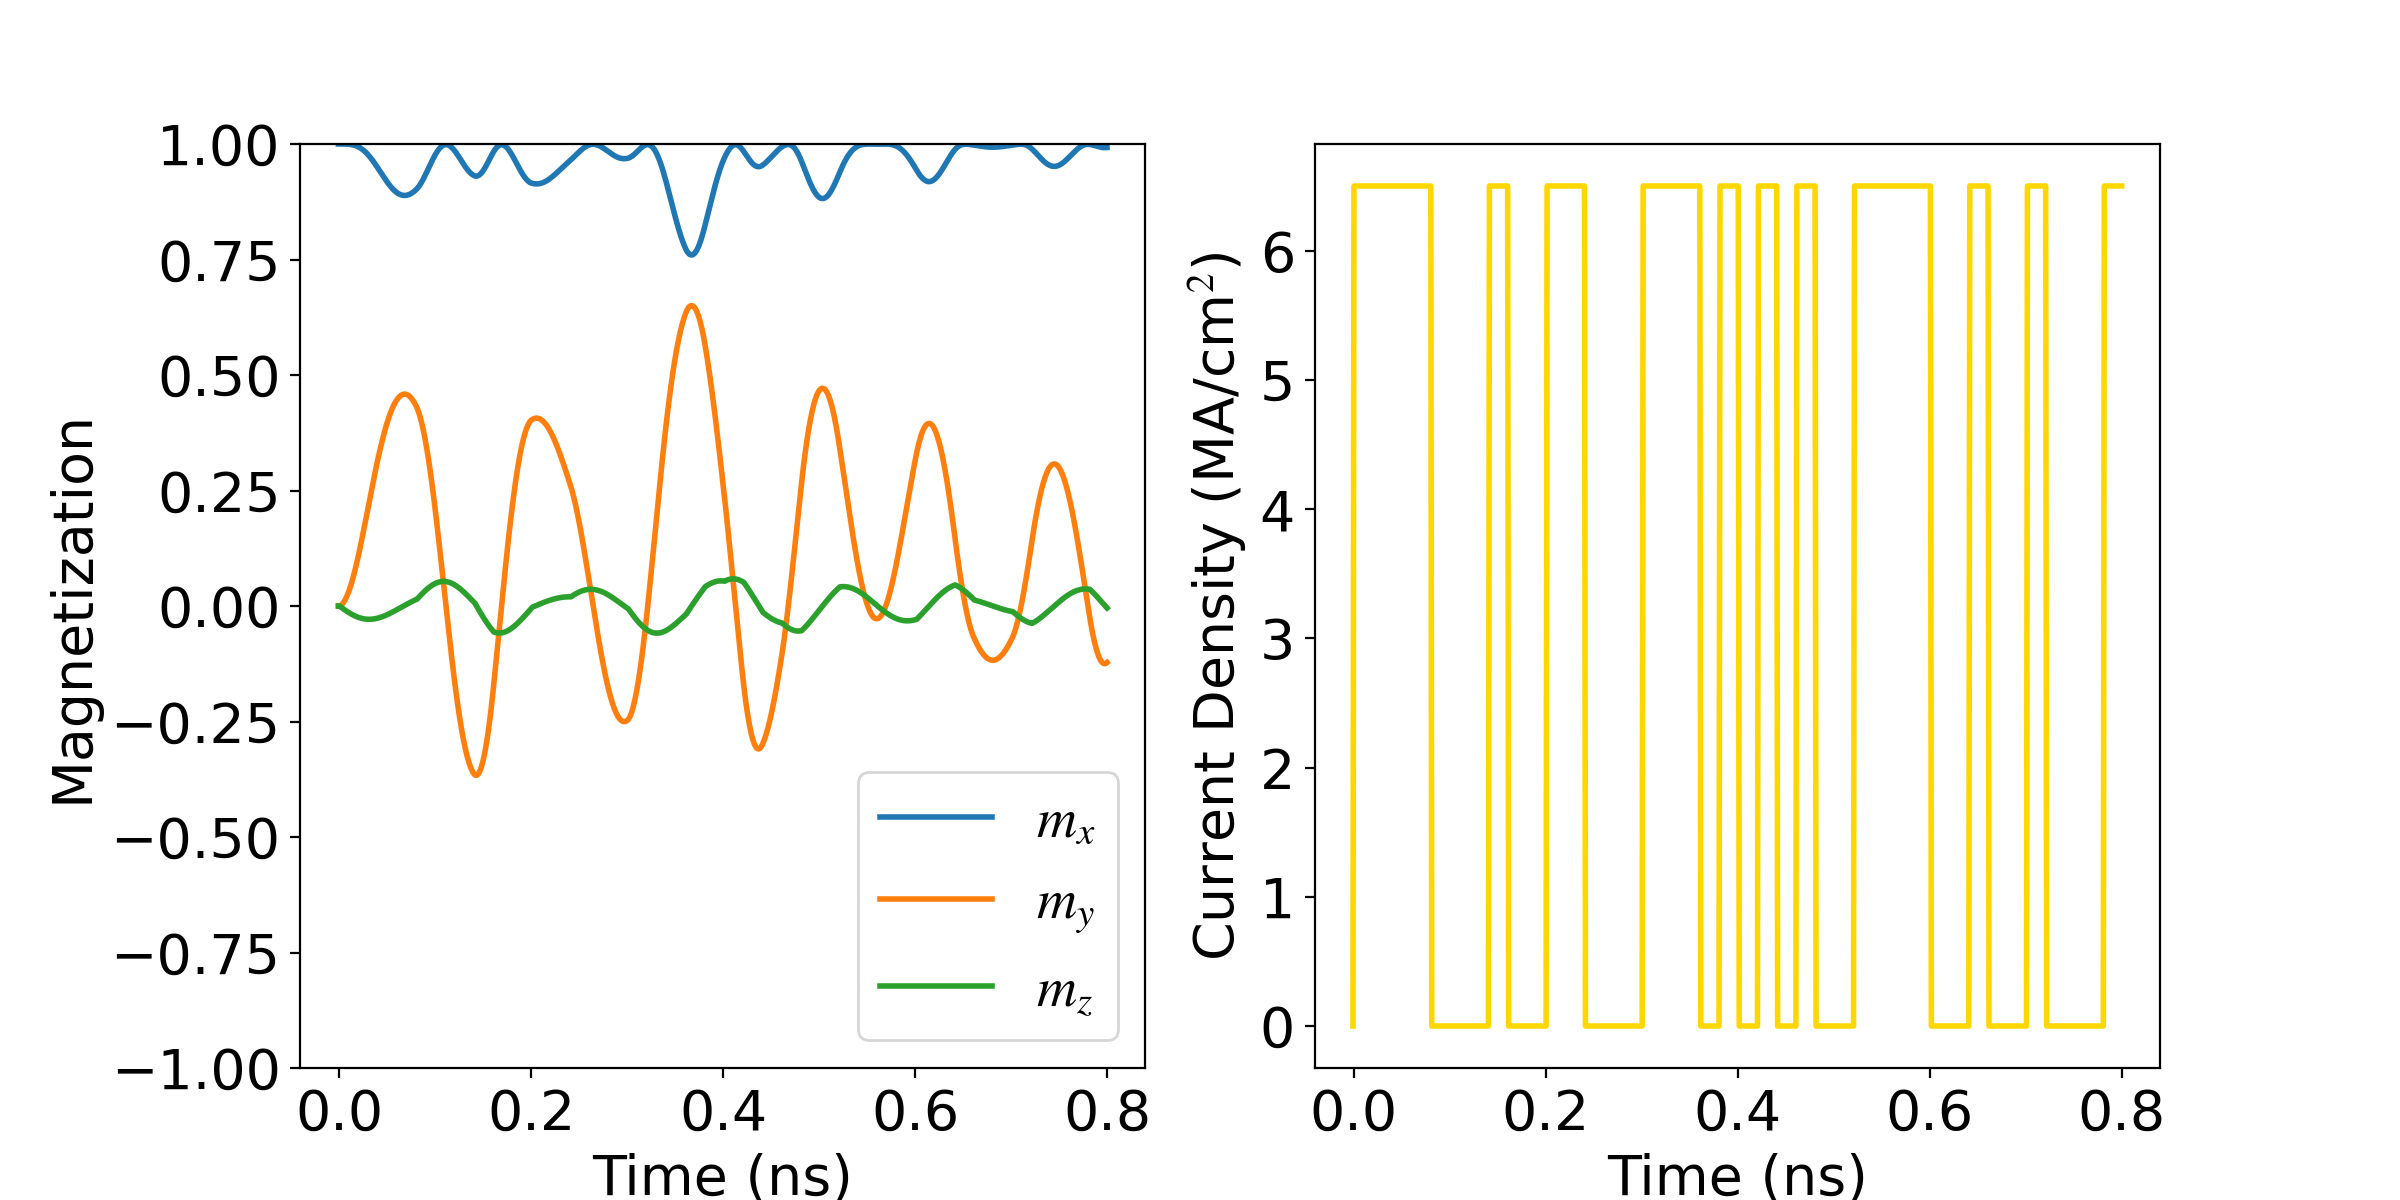 Magnetization
1.00
0.75
0.50
0.25
0.00
−0.25
−0.50
−0.75
−1.00
0.0 0.2 0.4 0.6 0.8
Time (ns)
mₓ
m_y
m_z
Current Density (MA/cm²)
6
5
4
3
2
1
0
0.0 0.2 0.4 0.6 0.8
Time (ns)